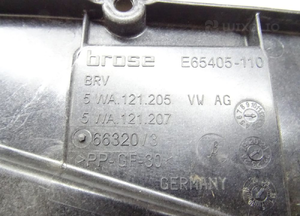 brose E65405-110
BRV
5 WA.121.205 VW AG
5 WA.121.207
66320/3
>PP-GF-30<
GERMANY